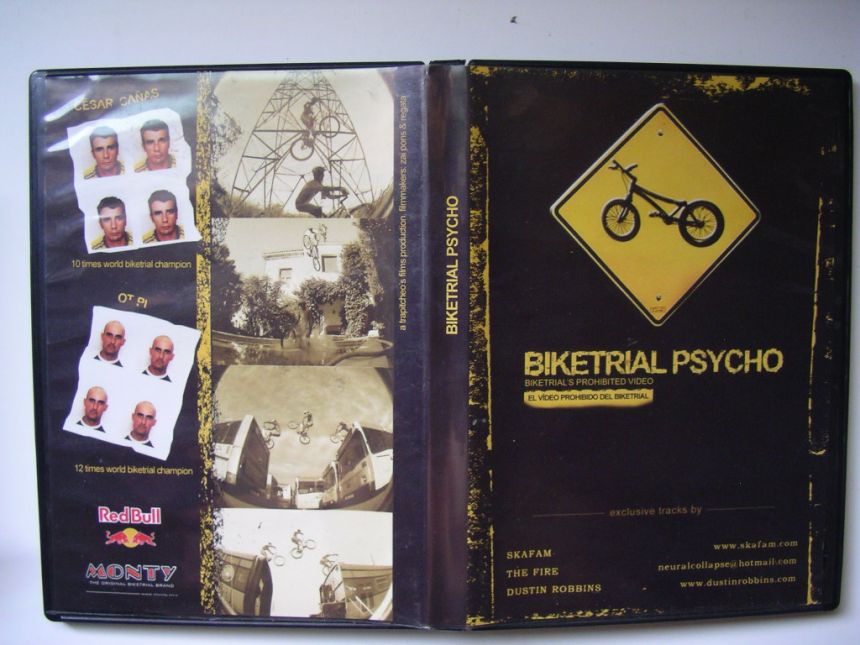 CÉSAR CAÑAS
10 times world biketrial champion
OT PI
12 times world biketrial champion
Red Bull
MONTY
THE ORIGINAL BIKETRIAL BRAND
a trapitcheo's films production. filmmakers: zai pons & regata
BIKETRIAL PSYCHO
BIKETRIAL PSYCHO
BIKETRIAL'S PROHIBITED VIDEO
EL VÍDEO PROHIBIDO DEL BIKETRIAL
exclusive tracks by
SKAFAM www.skafam.com
THE FIRE neuralcollapse@hotmail.com
DUSTIN ROBBINS www.dustinrobbins.com